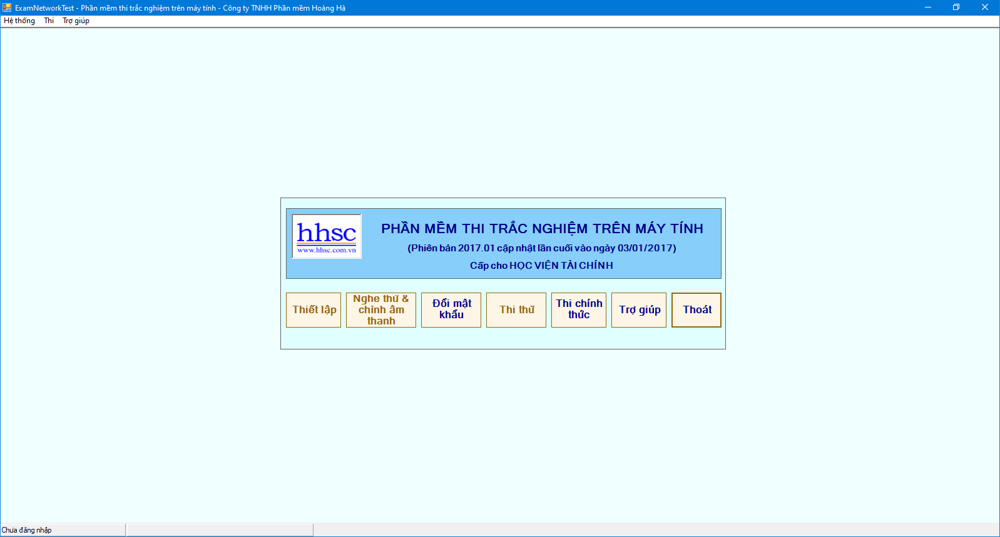 ExamNetworkTest - Phần mềm thi trắc nghiệm trên máy tính - Công ty TNHH Phần mềm Hoàng Hà
Hệ thống Thi Trợ giúp
hhsc
www.hhsc.com.vn
PHẦN MỀM THI TRẮC NGHIỆM TRÊN MÁY TÍNH
(Phiên bản 2017.01 cập nhật lần cuối vào ngày 03/01/2017)
Cấp cho HỌC VIỆN TÀI CHÍNH
Thiết lập
Nghe thử &
chỉnh âm
thanh
Đổi mật
khẩu
Thi thử
Thi chính
thức
Trợ giúp
Thoát
Chưa đăng nhập